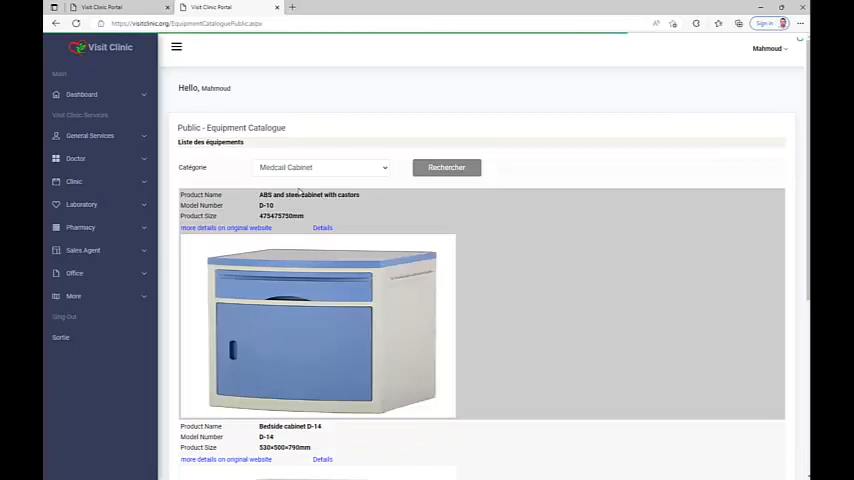 Visit Clinic Portal
Visit Clinic Portal
https://visitclinic.org/EquipmentCataloguePublic.aspx
Sign in
Visit Clinic
Mahmoud
Main
Dashboard
Hello, Mahmoud
Visit Clinic Services
General Services
Public - Equipment Catalogue
Liste des équipements
Doctor
Catégorie
Medcail Cabinet
Rechercher
Clinic
Product Name
ABS and steel cabinet with castors
Laboratory
Model Number
D-10
Product Size
475475750mm
Pharmacy
more details on original website
Details
Sales Agent
Office
More
Sing Out
Sortie
Product Name
Bedside cabinet D-14
Model Number
D-14
Product Size
530×500×790mm
more details on original website
Details